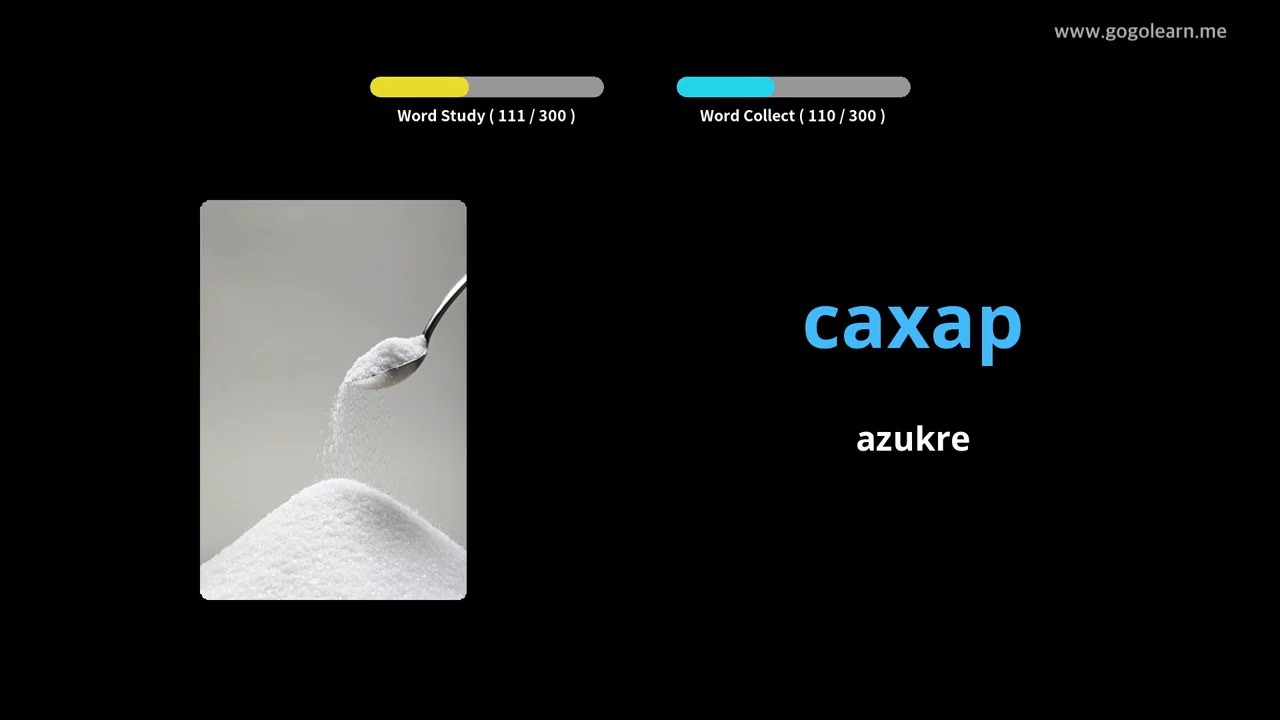 www.gogolearn.me
Word Study ( 111 / 300 )
Word Collect ( 110 / 300 )
сахар
azukre